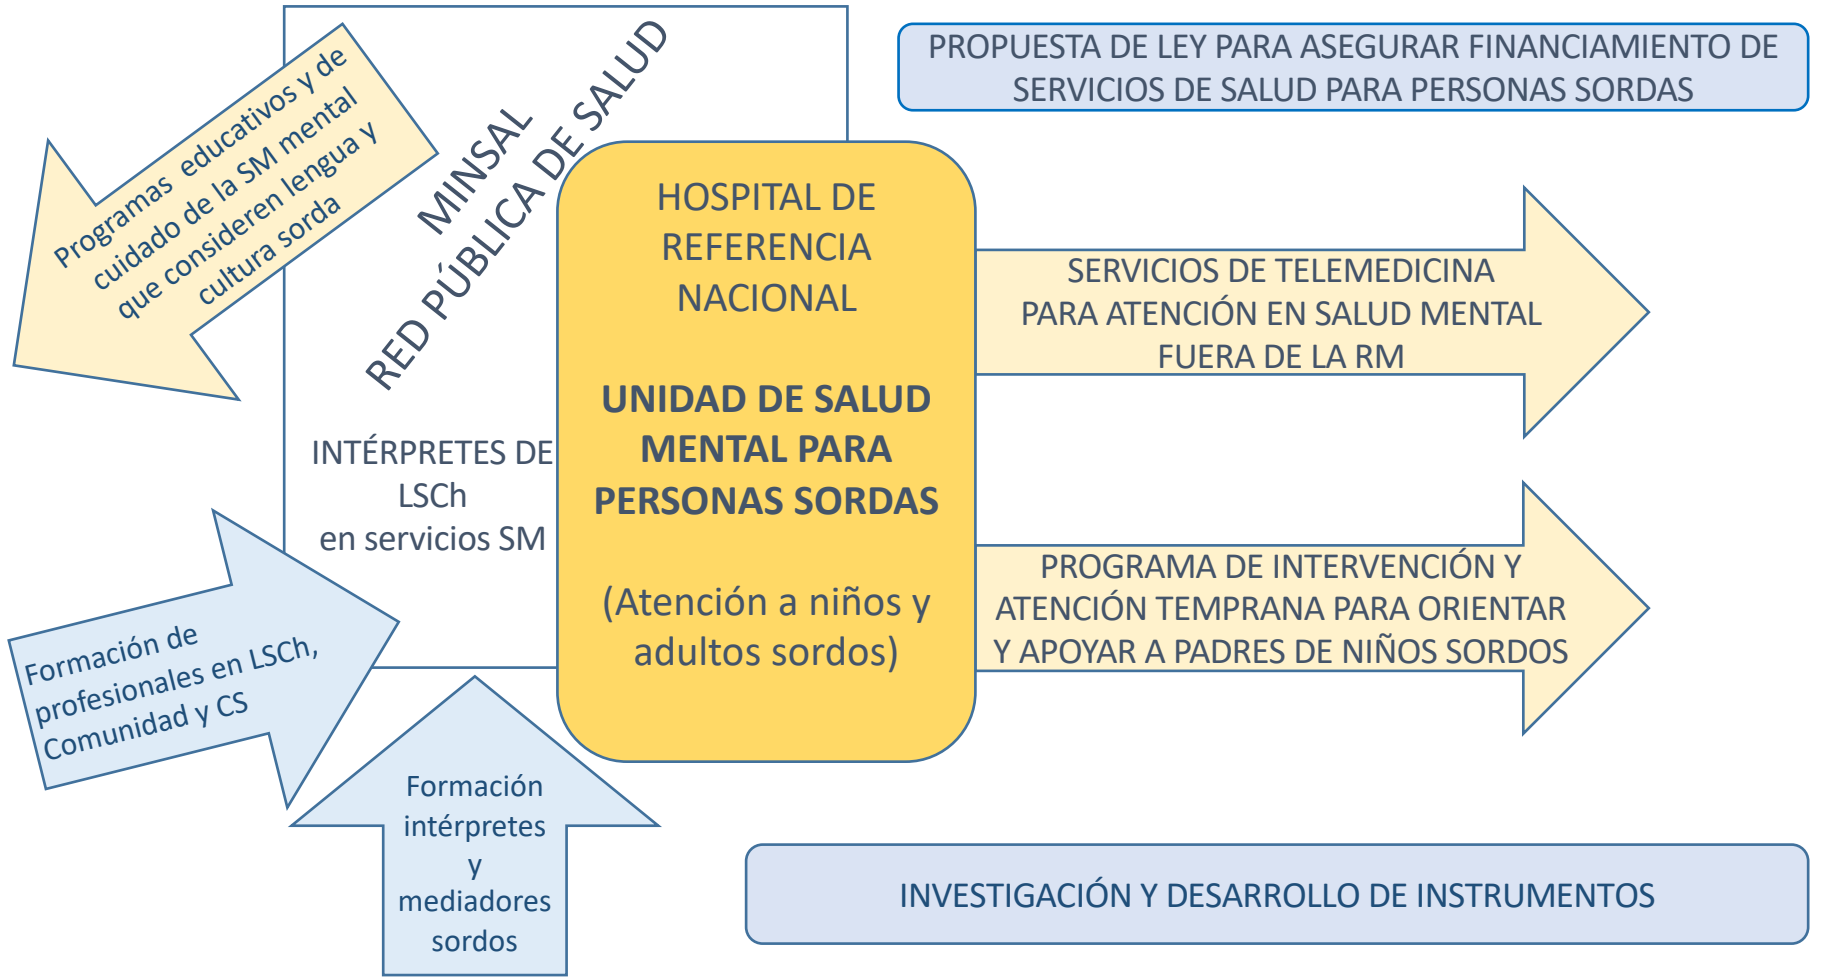 Programas educativos y de
cuidado de la SM mental
que consideren lengua y
cultura sorda
MINSAL
RED PÚBLICA DE SALUD
INTÉRPRETES DE
LSCh
en servicios SM
Formación de
profesionales en LSCh,
Comunidad y CS
Formación
intérpretes
y
mediadores
sordos
HOSPITAL DE
REFERENCIA
NACIONAL
UNIDAD DE SALUD
MENTAL PARA
PERSONAS SORDAS
(Atención a niños y
adultos sordos)
PROPUESTA DE LEY PARA ASEGURAR FINANCIAMIENTO DE
SERVICIOS DE SALUD PARA PERSONAS SORDAS
SERVICIOS DE TELEMEDICINA
PARA ATENCIÓN EN SALUD MENTAL
FUERA DE LA RM
PROGRAMA DE INTERVENCIÓN Y
ATENCIÓN TEMPRANA PARA ORIENTAR
Y APOYAR A PADRES DE NIÑOS SORDOS
INVESTIGACIÓN Y DESARROLLO DE INSTRUMENTOS